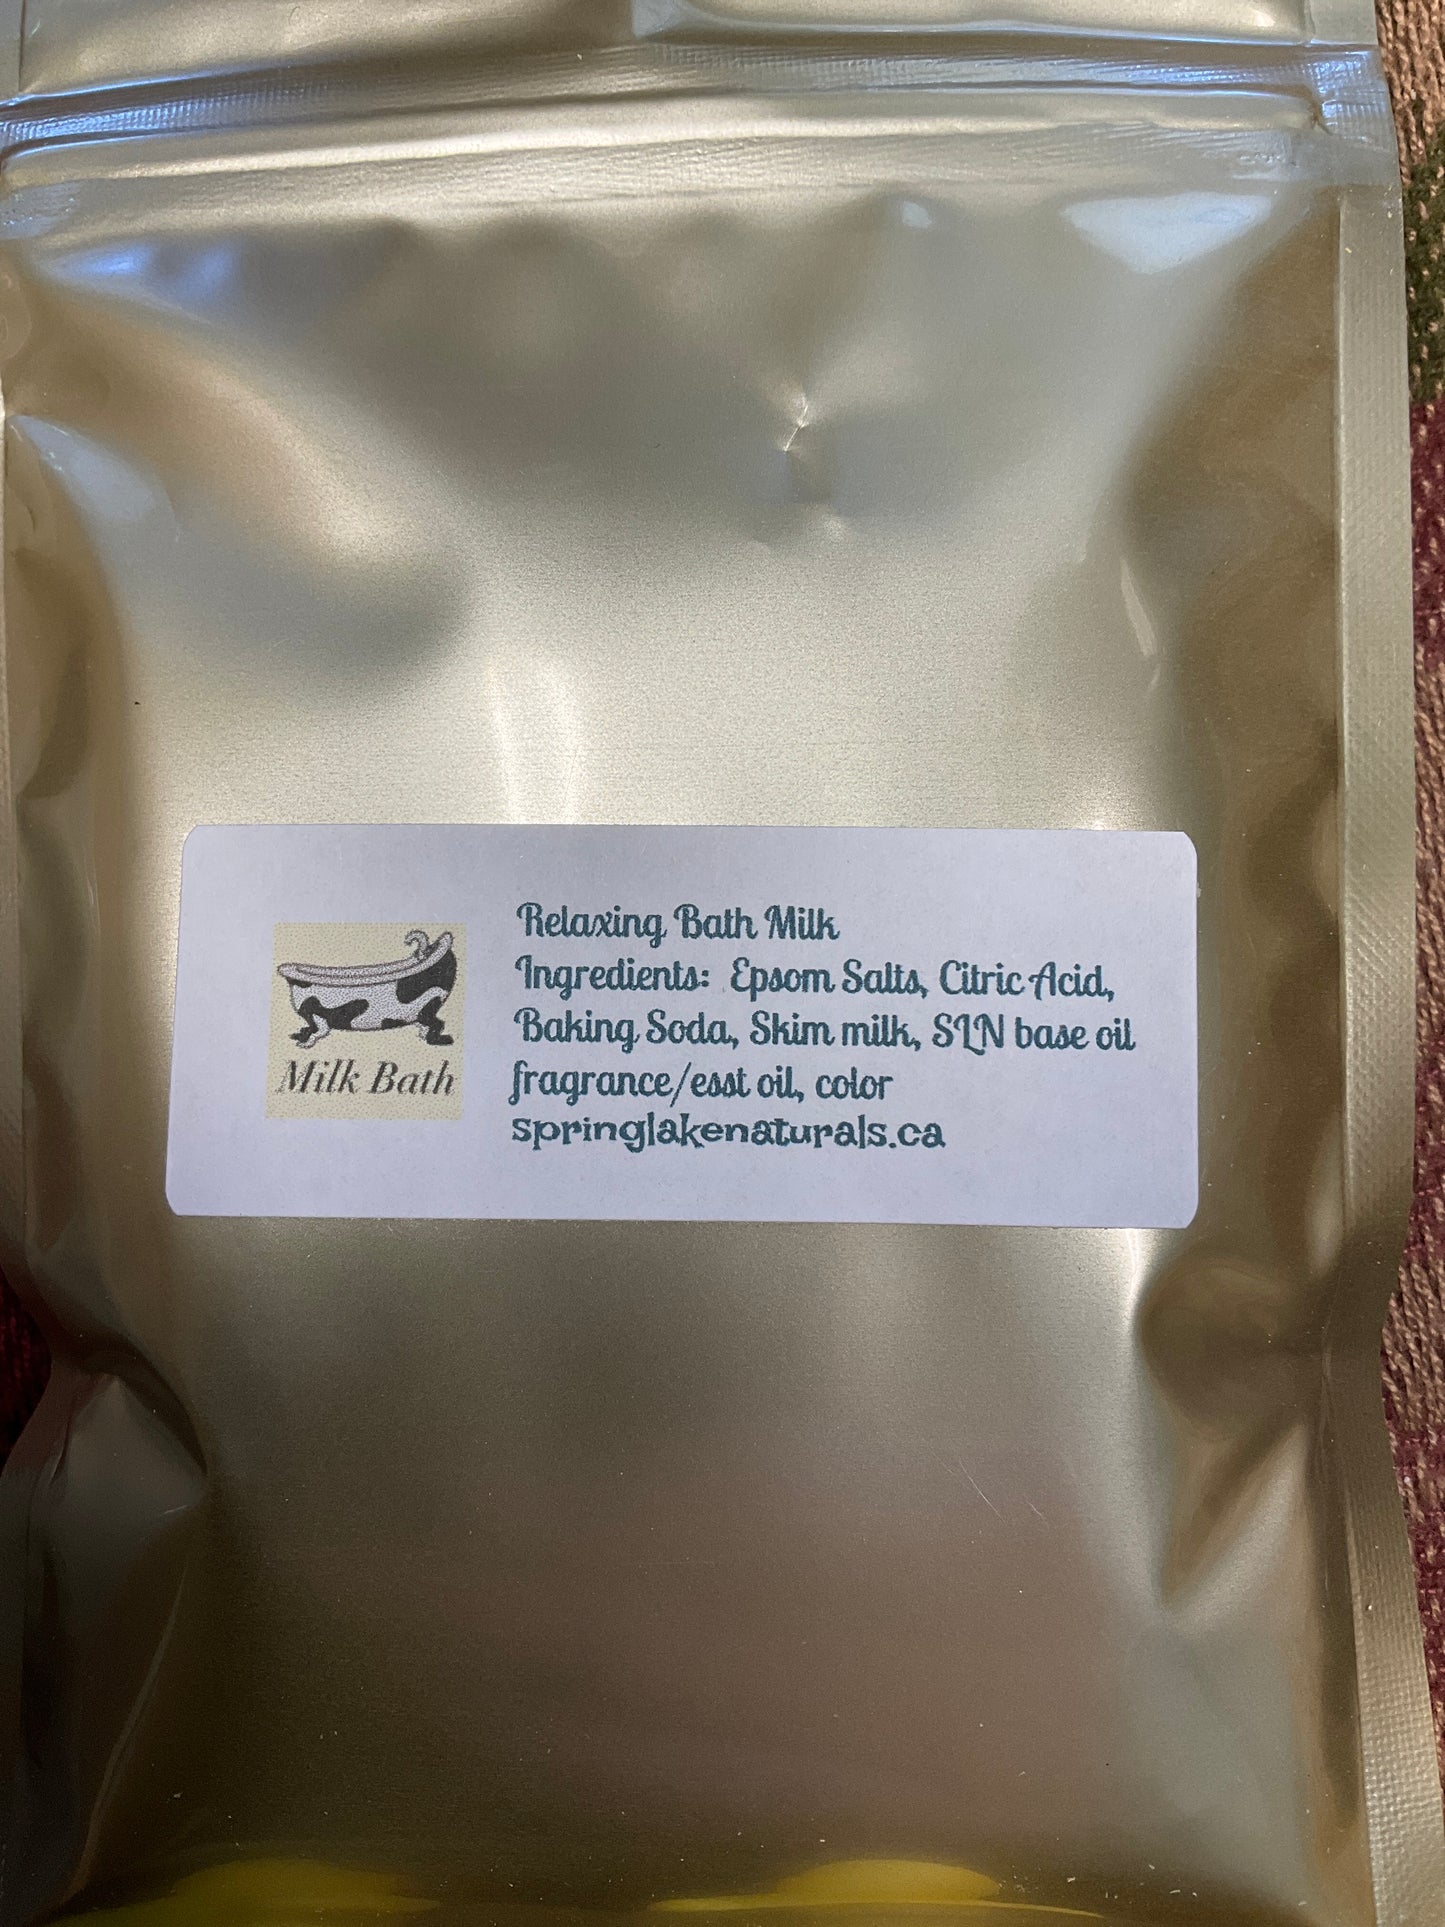 Milk Bath
Relaxing Bath Milk
Ingredients: Epsom Salts, Citric Acid,
Baking Soda, Skim milk, SLN base oil
fragrance/esst oil, color
springlakenaturals.ca